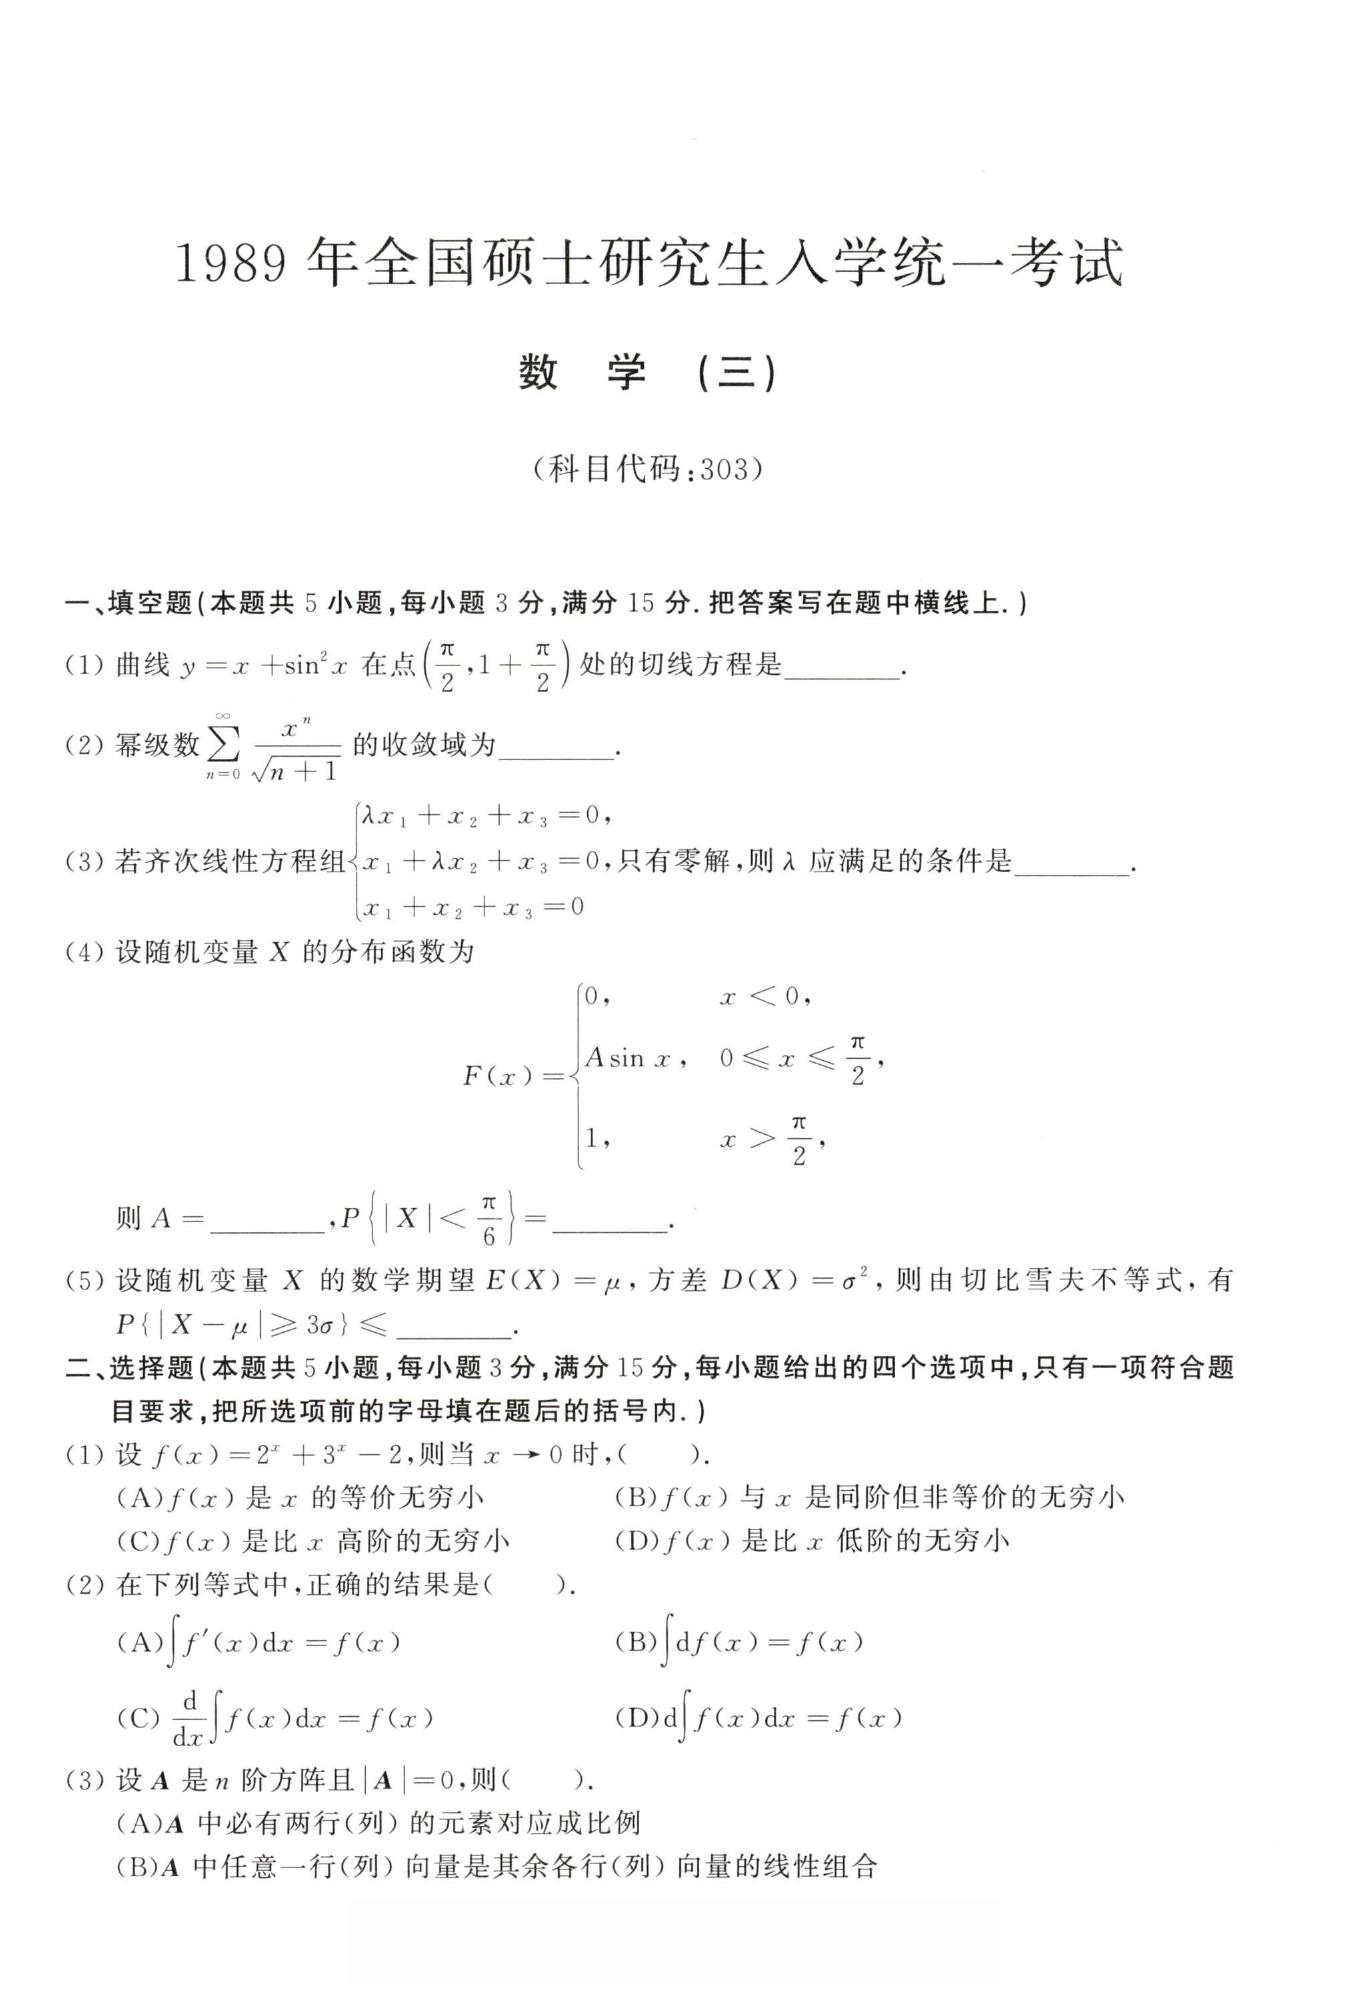 1989 年全国硕士研究生入学统一考试
数 学 (三)
(科目代码:303)
一、填空题(本题共 5 小题,每小题 3 分,满分 15 分. 把答案写在题中横线上. )
(1) 曲线 $y=x+\sin^2 x$ 在点$\left(\frac{\pi}{2},1+\frac{\pi}{2}\right)$处的切线方程是________.
(2) 幂级数$\sum_{n=0}^{\infty}\frac{x^n}{\sqrt{n+1}}$的收敛域为________.
(3) 若齐次线性方程组$\begin{cases}\lambda x_1+x_2+x_3=0,\\x_1+\lambda x_2+x_3=0,\\x_1+x_2+x_3=0\end{cases}$只有零解,则 λ 应满足的条件是________.
(4) 设随机变量 X 的分布函数为
$F(x)=\begin{cases}0,&x<0,\\A\sin x,&0\leqslant x\leqslant\frac{\pi}{2},\\1,&x>\frac{\pi}{2},\end{cases}$
则 A =________,$P\left\{|X|<\frac{\pi}{6}\right\}=$________.
(5) 设随机变量 X 的数学期望 $E(X)=\mu$, 方差 $D(X)=\sigma^2$, 则由切比雪夫不等式, 有
$P\{|X-\mu|\geqslant 3\sigma\}\leqslant$________.
二、选择题(本题共 5 小题,每小题 3 分,满分 15 分,每小题给出的四个选项中,只有一项符合题
目要求,把所选项前的字母填在题后的括号内. )
(1) 设 $f(x)=2^x+3^x-2$,则当 $x\to 0$ 时,(    ).
(A)f(x) 是 x 的等价无穷小 (B)f(x) 与 x 是同阶但非等价的无穷小
(C)f(x) 是比 x 高阶的无穷小 (D)f(x) 是比 x 低阶的无穷小
(2) 在下列等式中,正确的结果是(    ).
(A)$\int f'(x)\mathrm{d}x=f(x)$ (B)$\int \mathrm{d}f(x)=f(x)$
(C)$\frac{\mathrm{d}}{\mathrm{d}x}\int f(x)\mathrm{d}x=f(x)$ (D)$\mathrm{d}\int f(x)\mathrm{d}x=f(x)$
(3) 设 A 是 n 阶方阵且 |A|=0,则(    ).
(A)A 中必有两行(列) 的元素对应成比例
(B)A 中任意一行(列) 向量是其余各行(列) 向量的线性组合